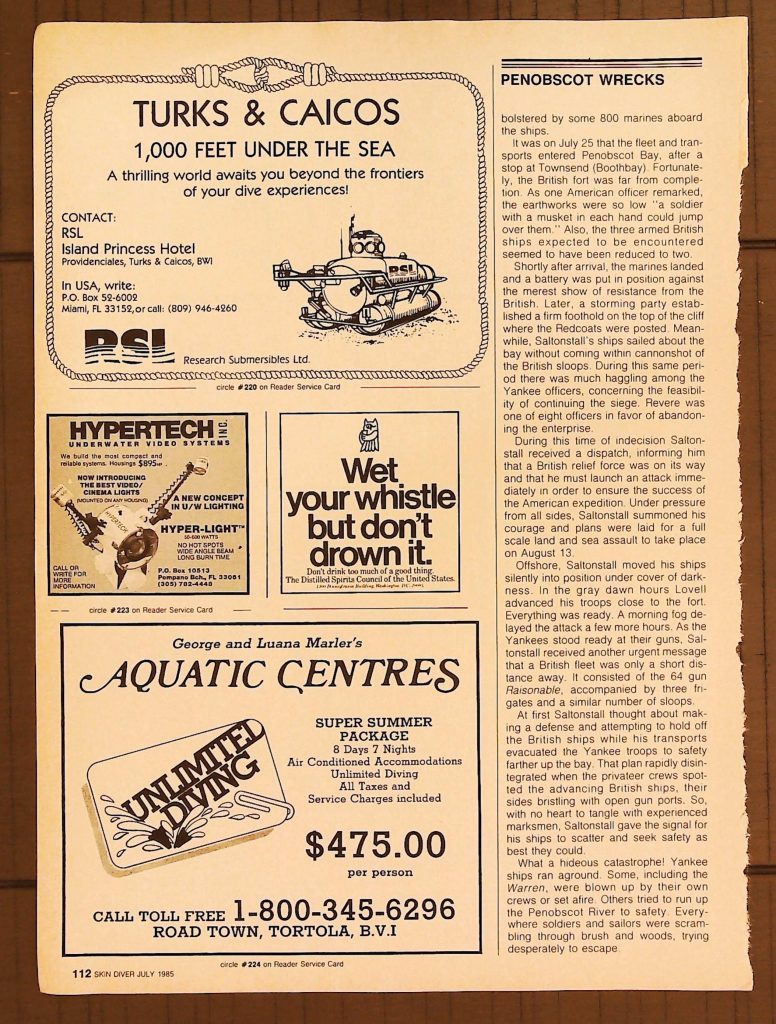 TURKS & CAICOS
1,000 FEET UNDER THE SEA
A thrilling world awaits you beyond the frontiers
of your dive experiences!
CONTACT:
RSL
Island Princess Hotel
Providenciales, Turks & Caicos, BWI
In USA, write:
P.O. Box 52-6002
Miami, FL 33152, or call: (809) 946-4260
RSL
RSL Research Submersibles Ltd.
circle #220 on Reader Service Card
HYPERTECH INC.
UNDERWATER VIDEO SYSTEMS
We build the most compact and
reliable systems. Housings $895
NOW INTRODUCING
THE BEST VIDEO/
CINEMA LIGHTS
(MOUNTED ON ANY HOUSING)
A NEW CONCEPT
IN U/W LIGHTING
HYPERTECH
HYPER-LIGHT™
50-600 WATTS
NO HOT SPOTS
WIDE ANGLE BEAM
LONG BURN TIME
CALL OR
WRITE FOR
MORE
INFORMATION
P.O. Box 10513
Pompano Bch., FL 33061
(305) 782-4448
circle #223 on Reader Service Card
Wet
your whistle
but don't
drown it.
Don't drink too much of a good thing.
The Distilled Spirits Council of the United States.
1300 Pennsylvania Building, Washington, D.C. 20004
George and Luana Marler's
AQUATIC CENTRES
UNLIMITED
DIVING
SUPER SUMMER
PACKAGE
8 Days 7 Nights
Air Conditioned Accommodations
Unlimited Diving
All Taxes and
Service Charges included
$475.00
per person
CALL TOLL FREE 1-800-345-6296
ROAD TOWN, TORTOLA, B.V.I
circle #224 on Reader Service Card
112 SKIN DIVER JULY 1985
PENOBSCOT WRECKS
bolstered by some 800 marines aboard
the ships.
It was on July 25 that the fleet and tran-
sports entered Penobscot Bay, after a
stop at Townsend (Boothbay). Fortunate-
ly, the British fort was far from comple-
tion. As one American officer remarked,
the earthworks were so low "a soldier
with a musket in each hand could jump
over them." Also, the three armed British
ships expected to be encountered
seemed to have been reduced to two.
Shortly after arrival, the marines landed
and a battery was put in position against
the merest show of resistance from the
British. Later, a storming party estab-
lished a firm foothold on the top of the cliff
where the Redcoats were posted. Mean-
while, Saltonstall's ships sailed about the
bay without coming within cannonshot of
the British sloops. During this same peri-
od there was much haggling among the
Yankee officers, concerning the feasibil-
ity of continuing the siege. Revere was
one of eight officers in favor of abandon-
ing the enterprise.
During this time of indecision Salton-
stall received a dispatch, informing him
that a British relief force was on its way
and that he must launch an attack imme-
diately in order to ensure the success of
the American expedition. Under pressure
from all sides, Saltonstall summoned his
courage and plans were laid for a full
scale land and sea assault to take place
on August 13.
Offshore, Saltonstall moved his ships
silently into position under cover of dark-
ness. In the gray dawn hours Lovell
advanced his troops close to the fort.
Everything was ready. A morning fog de-
layed the attack a few more hours. As the
Yankees stood ready at their guns, Sal-
tonstall received another urgent message
that a British fleet was only a short dis-
tance away. It consisted of the 64 gun
Raisonable, accompanied by three fri-
gates and a similar number of sloops.
At first Saltonstall thought about mak-
ing a defense and attempting to hold off
the British ships while his transports
evacuated the Yankee troops to safety
farther up the bay. That plan rapidly disin-
tegrated when the privateer crews spot-
ted the advancing British ships, their
sides bristling with open gun ports. So,
with no heart to tangle with experienced
marksmen, Saltonstall gave the signal for
his ships to scatter and seek safety as
best they could.
What a hideous catastrophe! Yankee
ships ran aground. Some, including the
Warren, were blown up by their own
crews or set afire. Others tried to run up
the Penobscot River to safety. Every-
where soldiers and sailors were scram-
bling through brush and woods, trying
desperately to escape.